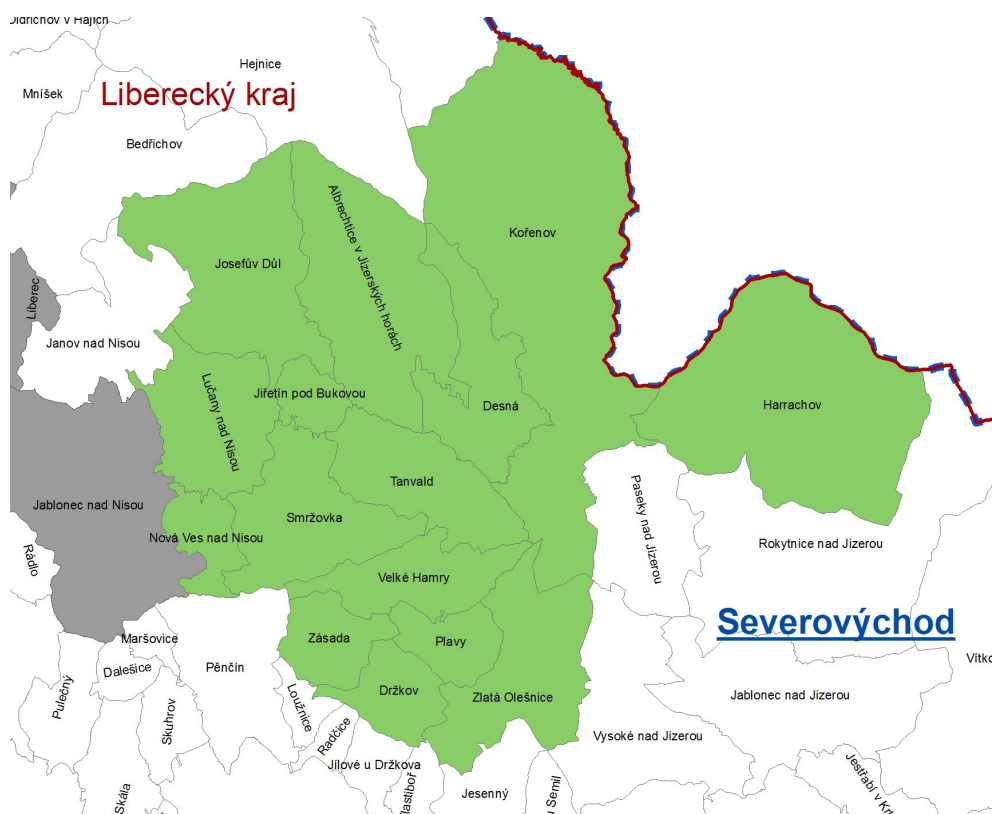 Oldřichov v Hájích
Hejnice
Mníšek
Liberecký kraj
Bedřichov
Albrechtice v Jizerských horách
Kořenov
Josefův Důl
Liberec
Janov nad Nisou
Lučany nad Nisou
Jiřetín pod Bukovou
Desná
Harrachov
Tanvald
Paseky nad Jizerou
Jablonec nad Nisou
Smržovka
Nová Ves nad Nisou
Rokytnice nad Jizerou
Rádlo
Velké Hamry
Severovýchod
Maršovice
Zásada
Plavy
Vítko
Dalešice
Pěnčín
Pulečný
Držkov
Zlatá Olešnice
Jablonec nad Jizerou
Loužnice
Skuhrov
Radčice
Vysoké nad Jizerou
Jílové u Držkova
Jestřabí v Kr
Vlastiboř
Jesenný
Skála
u Semil